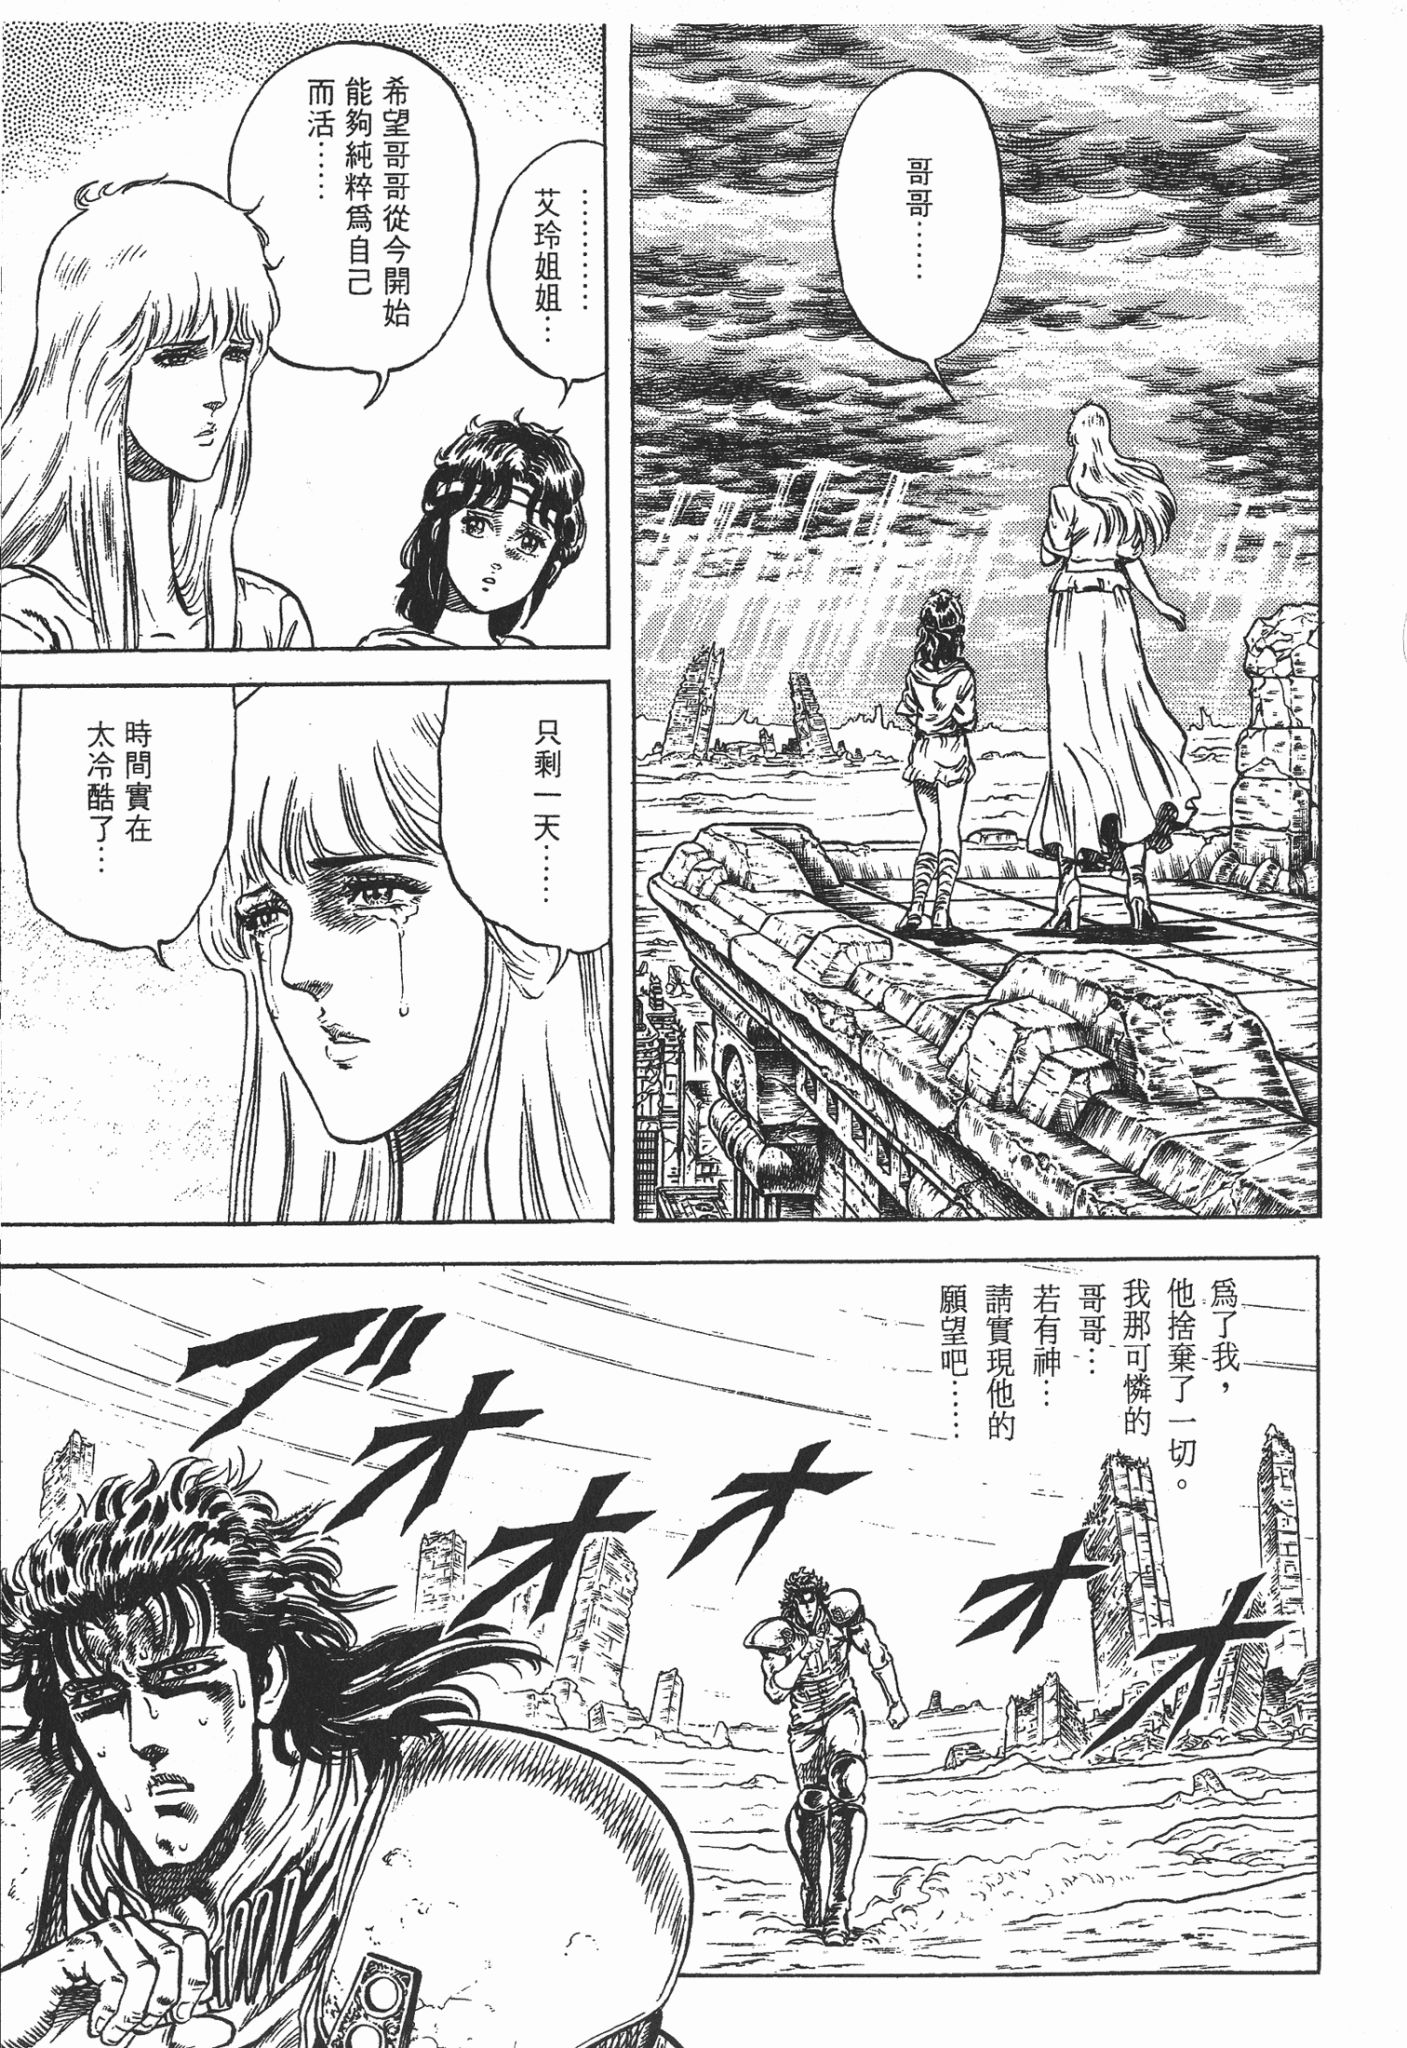 哥哥……
………
艾玲姐姐…
希望哥哥從今開始
能夠純粹爲自己
而活……
只剩一天……
時間實在
太冷酷了…
爲了我，
他捨棄了一切。
我那可憐的
哥哥…
若有神…
請實現他的
願望吧……
ゴオオオオオ